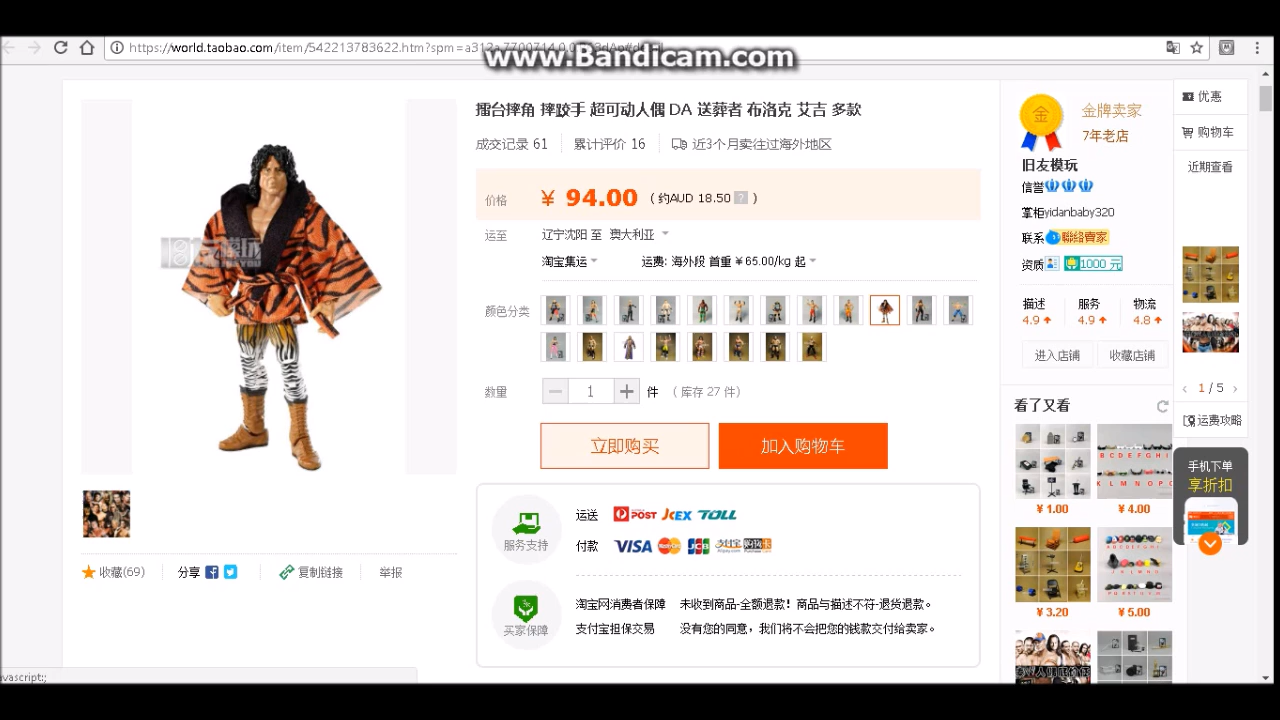 https://world.taobao.com/item/542213783622.htm?spm=a312a.7700714.0.0
www.Bandicam.com
擂台摔角 摔跤手 超可动人偶 DA 送葬者 布洛克 艾吉 多款
成交记录 61 累计评价 16 近3个月卖往过海外地区
价格 ¥ 94.00 ( 约AUD 18.50 ? )
运至 辽宁沈阳 至 澳大利亚
淘宝集运 运费: 海外段 首重 ¥65.00/kg 起
颜色分类
数量 1 件 ( 库存 27 件)
立即购买 加入购物车
服务支持
运送 POST JCEX TOLL
付款 VISA MasterCard JCB 支付宝 购物卡
买家保障
淘宝网消费者保障 未收到商品-全额退款！商品与描述不符-退货退款。
支付宝担保交易 没有您的同意，我们将不会把您的钱款交付给卖家。
收藏(69) 分享 复制链接 举报
avascript:;
金 金牌卖家
7年老店
旧友模玩
信誉
掌柜yidanbaby320
联系 聯絡賣家
资质 1000 元
描述 服务 物流
4.9 4.9 4.8
进入店铺 收藏店铺
看了又看
¥ 1.00 ¥ 4.00
¥ 3.20 ¥ 5.00
优惠
购物车
近期查看
‹ 1 / 5 ›
运费攻略
手机下单
享折扣